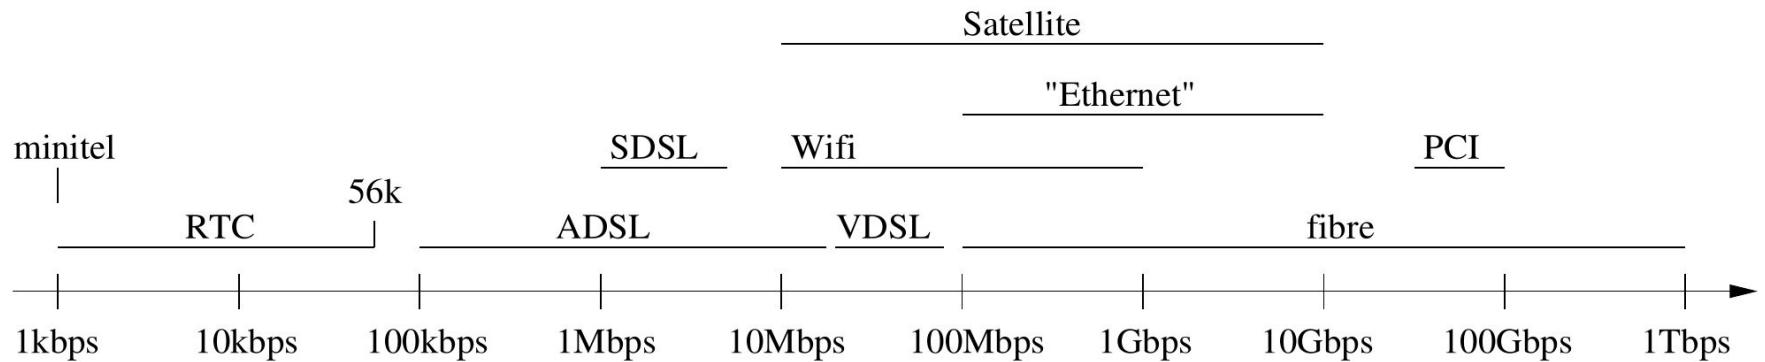 Satellite
"Ethernet"
minitel SDSL Wifi PCI
56k
RTC ADSL VDSL fibre
1kbps 10kbps 100kbps 1Mbps 10Mbps 100Mbps 1Gbps 10Gbps 100Gbps 1Tbps